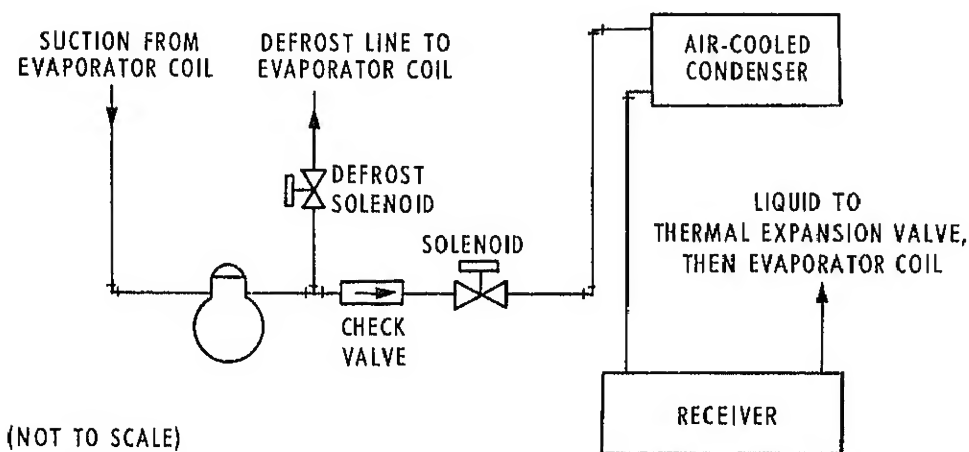 SUCTION FROM
EVAPORATOR COIL
DEFROST LINE TO
EVAPORATOR COIL
AIR-COOLED
CONDENSER
DEFROST
SOLENOID
SOLENOID
LIQUID TO
THERMAL EXPANSION VALVE,
THEN EVAPORATOR COIL
CHECK
VALVE
RECEIVER
(NOT TO SCALE)